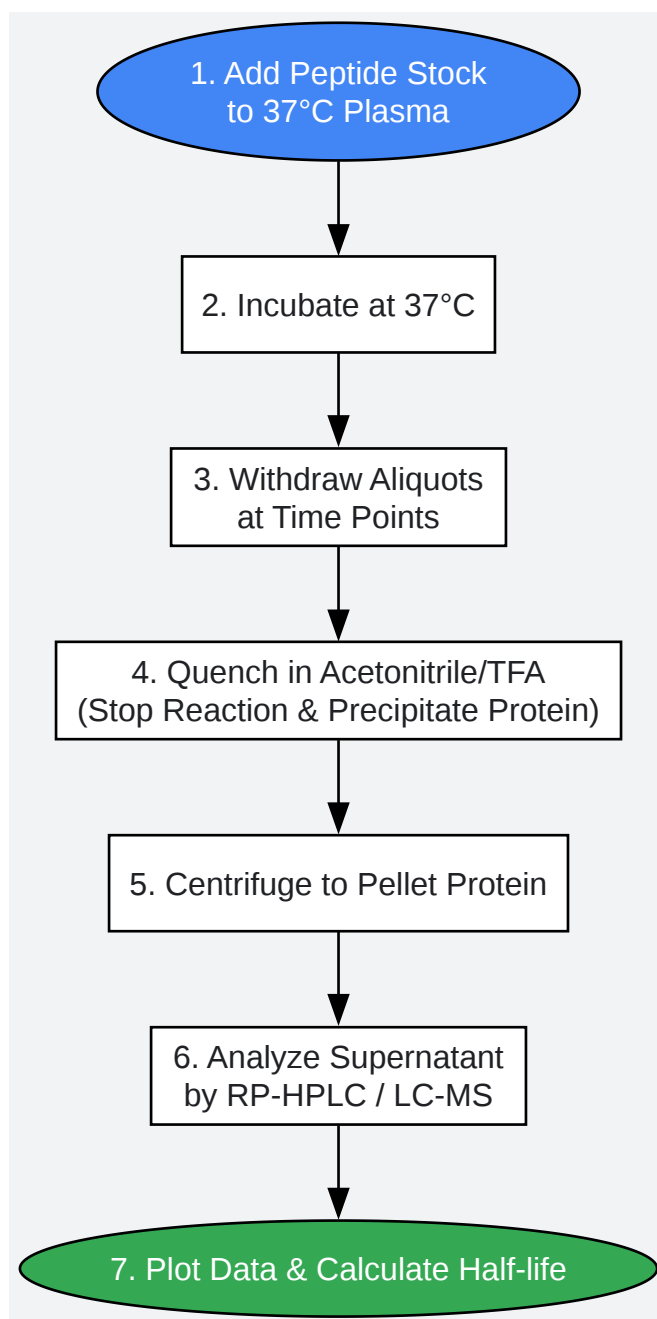 1. Add Peptide Stock
to 37°C Plasma
2. Incubate at 37°C
3. Withdraw Aliquots
at Time Points
4. Quench in Acetonitrile/TFA
(Stop Reaction & Precipitate Protein)
5. Centrifuge to Pellet Protein
6. Analyze Supernatant
by RP-HPLC / LC-MS
7. Plot Data & Calculate Half-life